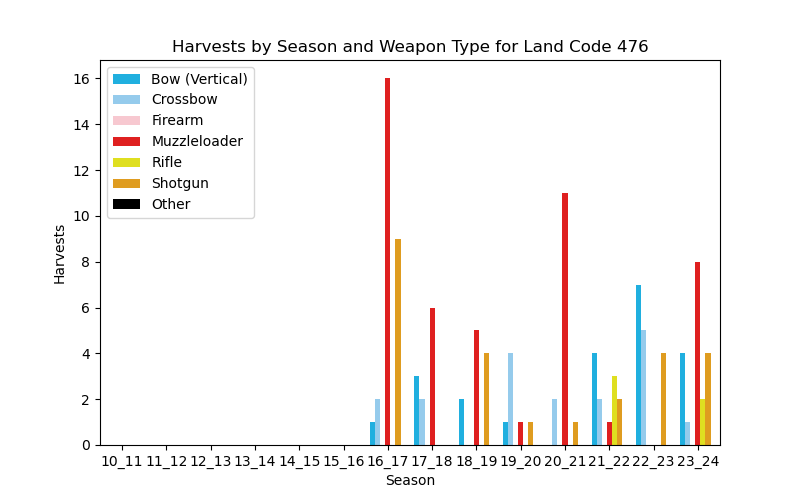 Harvests by Season and Weapon Type for Land Code 476
16
14
12
10
8
6
4
2
0
Harvests
Bow (Vertical)
Crossbow
Firearm
Muzzleloader
Rifle
Shotgun
Other
10_11 11_12 12_13 13_14 14_15 15_16 16_17 17_18 18_19 19_20 20_21 21_22 22_23 23_24
Season